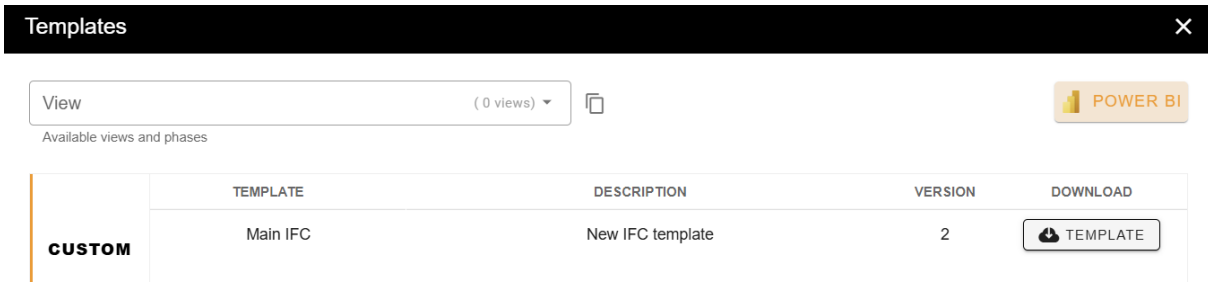 Templates
View ( 0 views)
POWER BI
Available views and phases
TEMPLATE DESCRIPTION VERSION DOWNLOAD
CUSTOM
Main IFC New IFC template 2 TEMPLATE